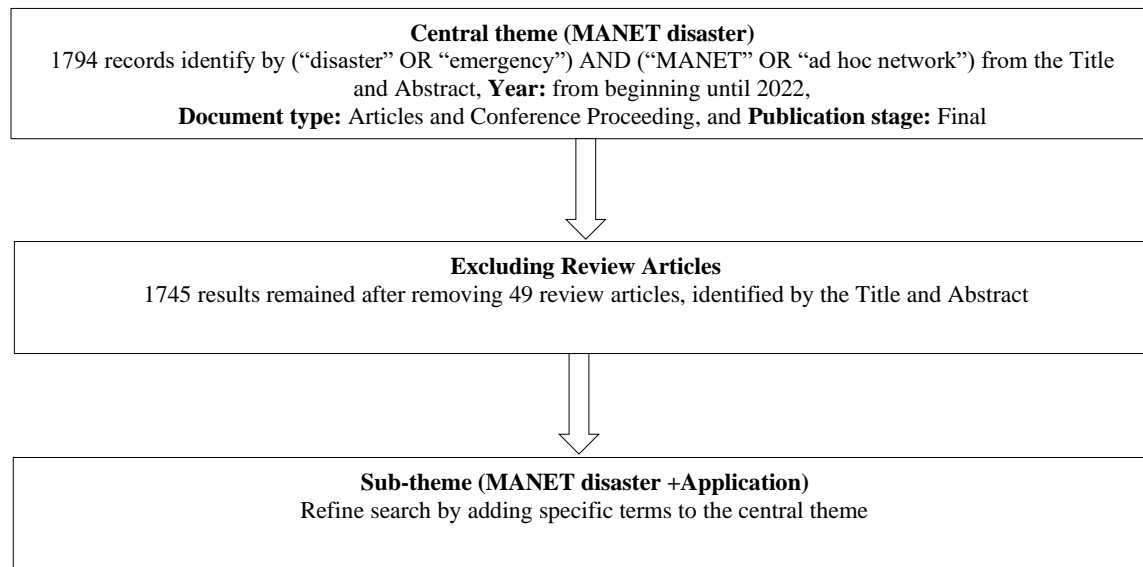 Central theme (MANET disaster)
1794 records identify by (“disaster” OR “emergency”) AND (“MANET” OR “ad hoc network”) from the Title
and Abstract, Year: from beginning until 2022,
Document type: Articles and Conference Proceeding, and Publication stage: Final
Excluding Review Articles
1745 results remained after removing 49 review articles, identified by the Title and Abstract
Sub-theme (MANET disaster +Application)
Refine search by adding specific terms to the central theme